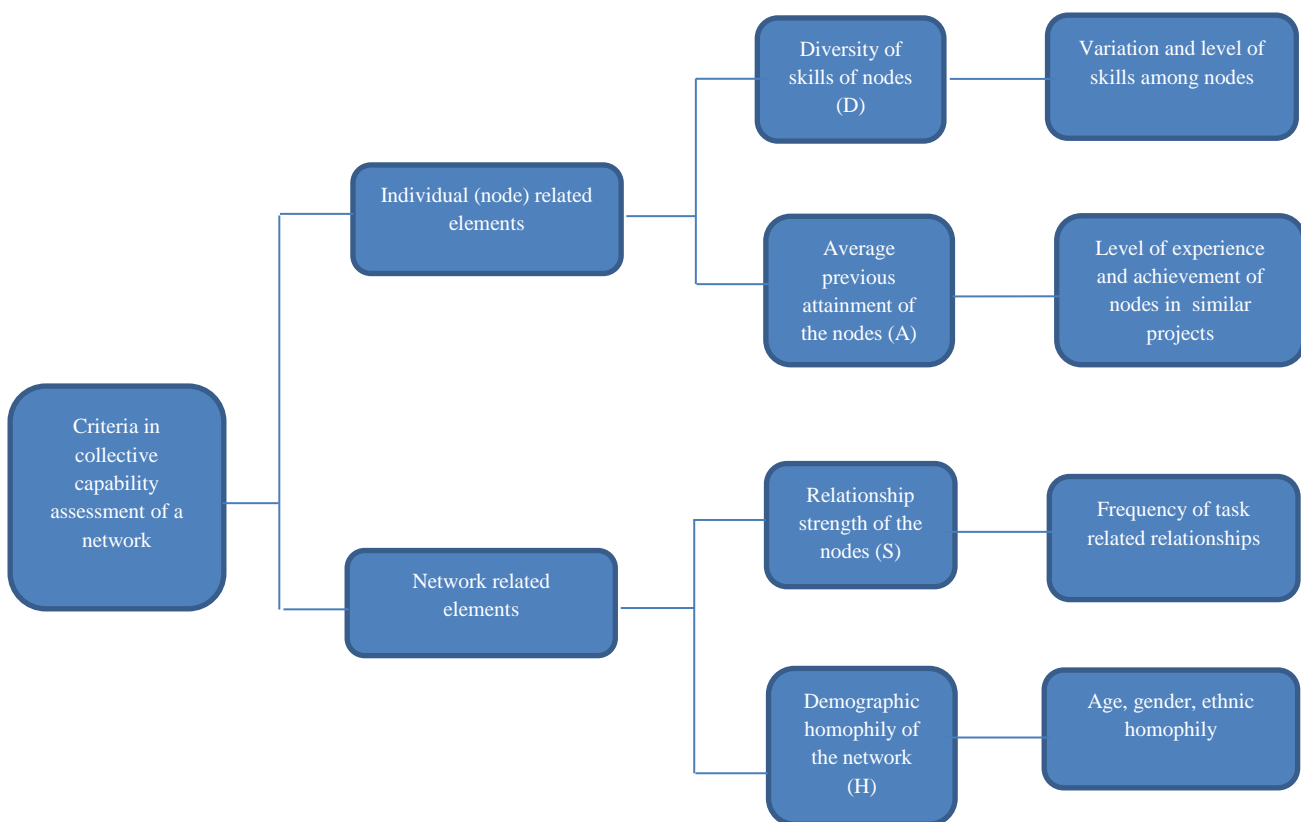 Criteria in
collective
capability
assessment of a
network
Individual (node) related
elements
Diversity of
skills of nodes
(D)
Variation and level of
skills among nodes
Average
previous
attainment of
the nodes (A)
Level of experience
and achievement of
nodes in  similar
projects
Network related
elements
Relationship
strength of the
nodes (S)
Frequency of task
related relationships
Demographic
homophily of
the network
(H)
Age, gender, ethnic
homophily